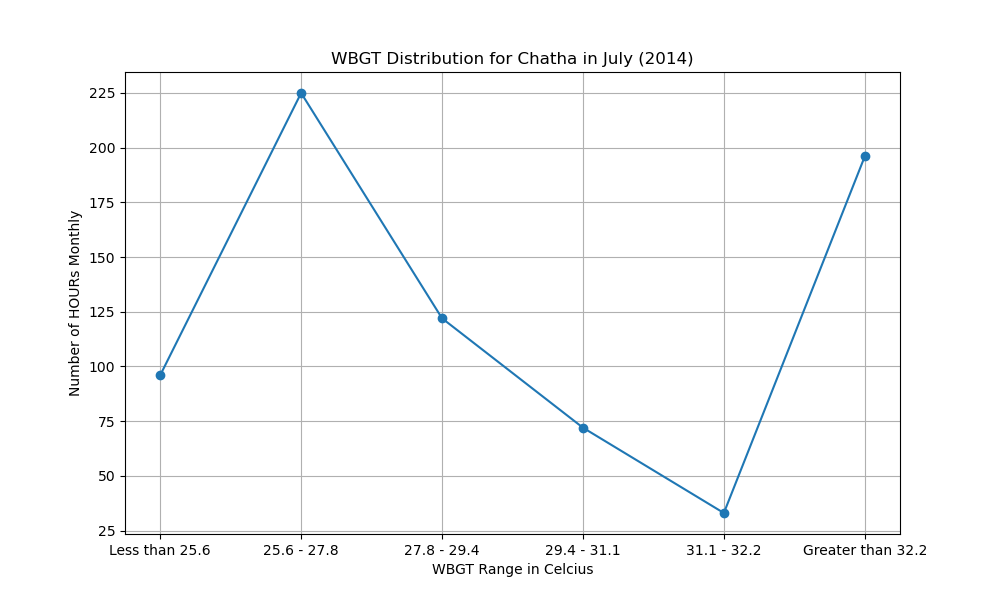 WBGT Distribution for Chatha in July (2014)
Number of HOURs Monthly
225
200
175
150
125
100
75
50
25
Less than 25.6
25.6 - 27.8
27.8 - 29.4
29.4 - 31.1
31.1 - 32.2
Greater than 32.2
WBGT Range in Celcius